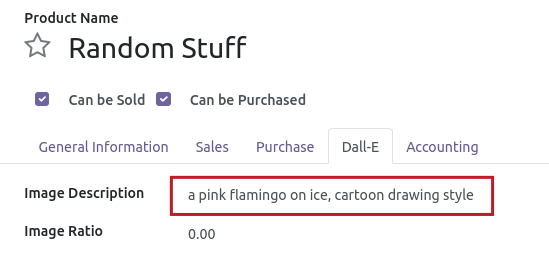 Product Name
Random Stuff
Can be Sold Can be Purchased
General Information Sales Purchase Dall-E Accounting
Image Description a pink flamingo on ice, cartoon drawing style
Image Ratio 0.00